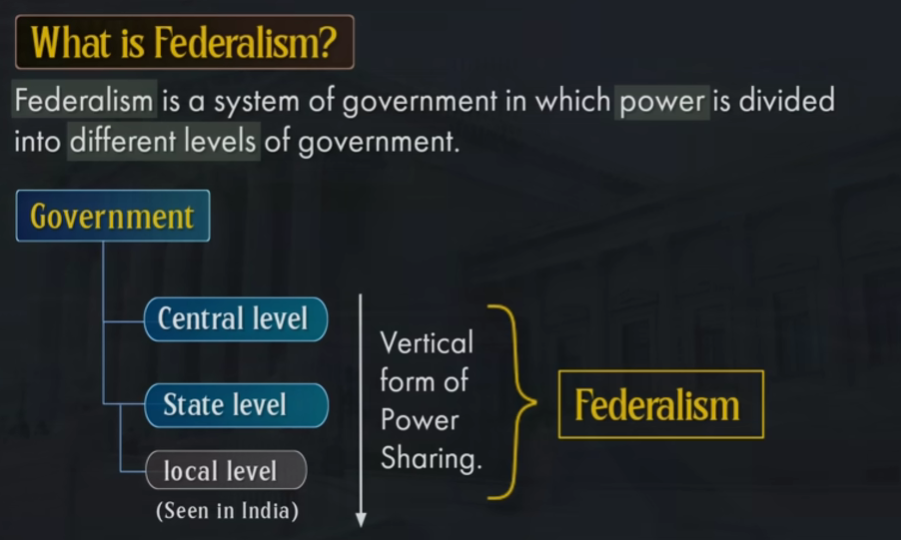 What is Federalism?
Federalism is a system of government in which power is divided
into different levels of government.
Government
Central level
State level
local level
(Seen in India)
Vertical
form of
Power
Sharing.
Federalism